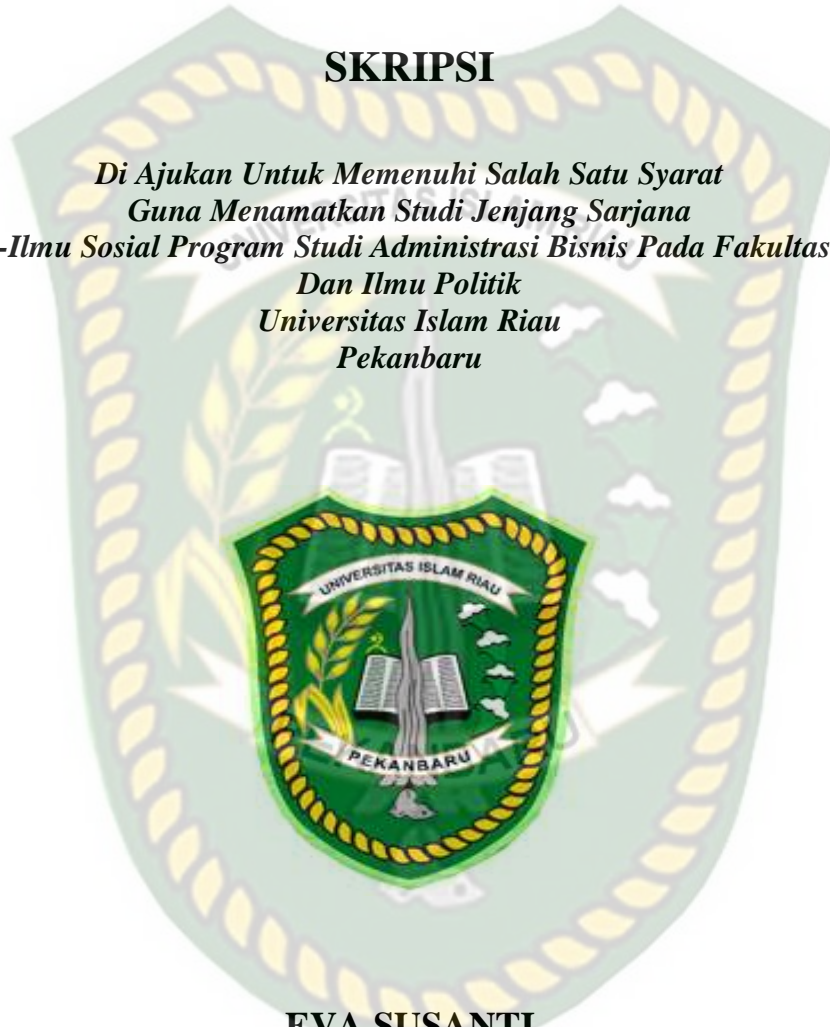 SKRIPSI
Di Ajukan Untuk Memenuhi Salah Satu Syarat
Guna Menamatkan Studi Jenjang Sarjana
-Ilmu Sosial Program Studi Administrasi Bisnis Pada Fakultas
Dan Ilmu Politik
Universitas Islam Riau
Pekanbaru
UNIVERSITAS ISLAM RIAU
PEKANBARU
EVA SUSANTI